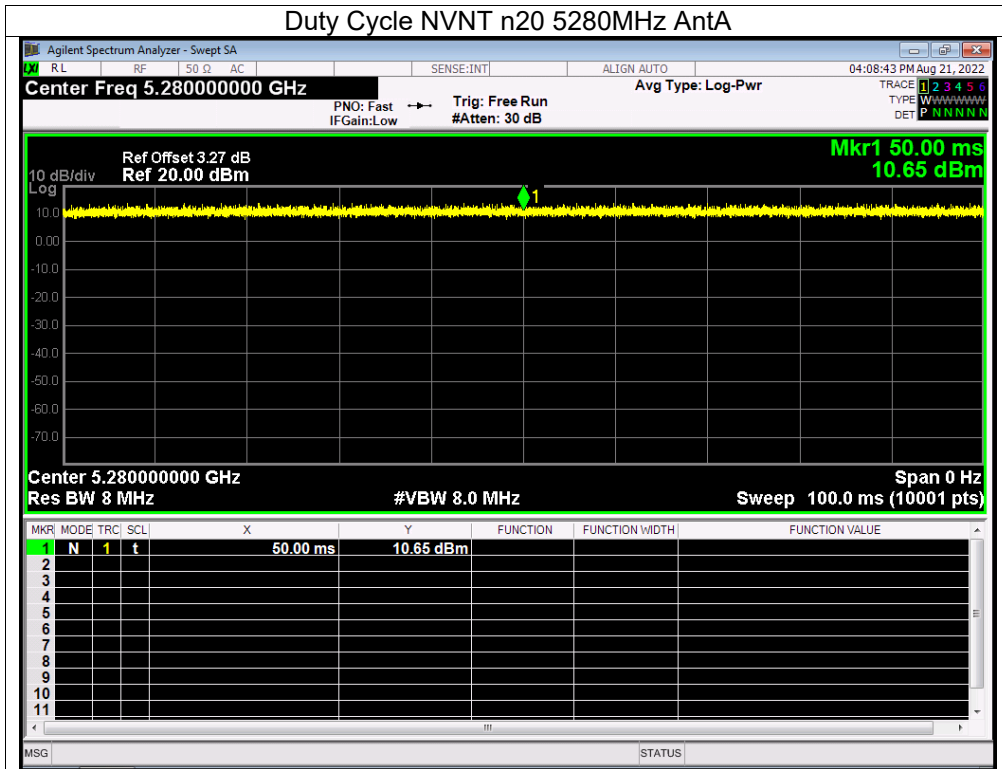 Duty Cycle NVNT n20 5280MHz AntA
Agilent Spectrum Analyzer - Swept SA
LXI RL RF 50 Ω AC SENSE:INT ALIGN AUTO 04:08:43 PM Aug 21, 2022
Center Freq 5.280000000 GHz Avg Type: Log-Pwr TRACE 1 2 3 4 5 6
PNO: Fast Trig: Free Run TYPE WWWWWW
IFGain:Low #Atten: 30 dB DET P N N N N N
Mkr1 50.00 ms
Ref Offset 3.27 dB
10 dB/div Ref 20.00 dBm 10.65 dBm
Log
1
10.0
0.00
-10.0
-20.0
-30.0
-40.0
-50.0
-60.0
-70.0
Center 5.280000000 GHz Span 0 Hz
Res BW 8 MHz #VBW 8.0 MHz Sweep 100.0 ms (10001 pts)
MKR MODE TRC SCL X Y FUNCTION FUNCTION WIDTH FUNCTION VALUE
1 N 1 t 50.00 ms 10.65 dBm
2
3
4
5
6
7
8
9
10
11
MSG STATUS